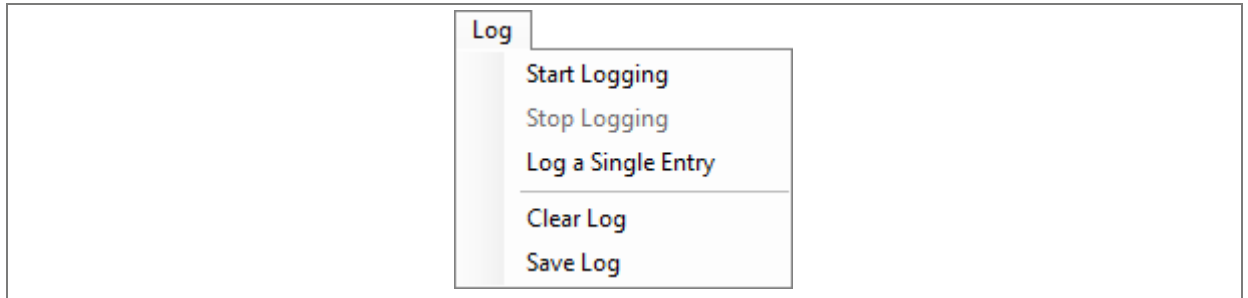 Log
Start Logging
Stop Logging
Log a Single Entry
Clear Log
Save Log